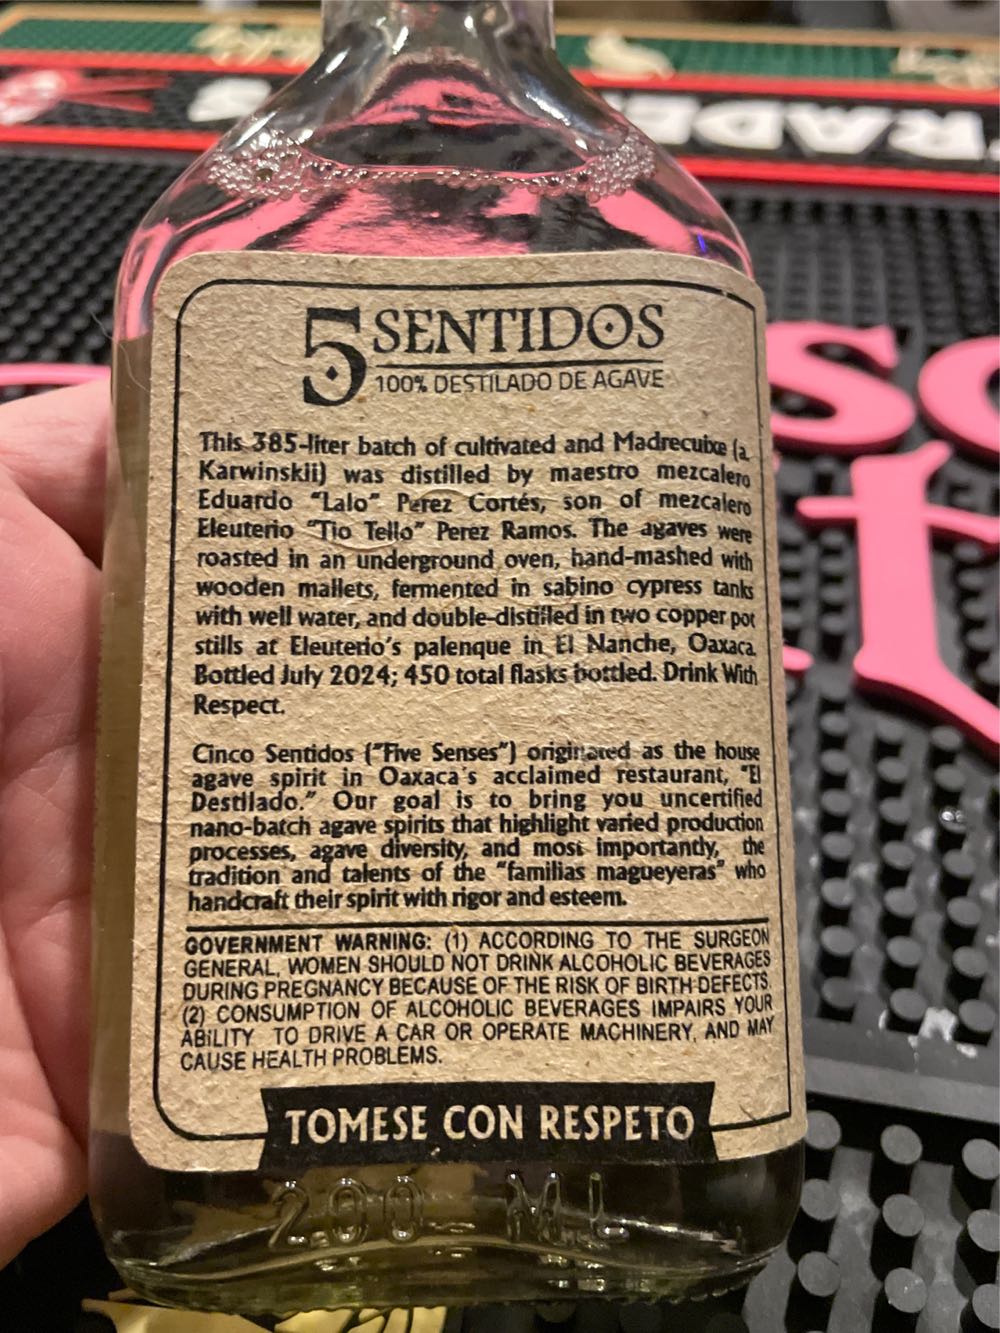 5 SENTIDOS
100% DESTILADO DE AGAVE
This 385-liter batch of cultivated and Madrecuixe (a.
Karwinskii) was distilled by maestro mezcalero
Eduardo "Lalo" Perez Cortés, son of mezcalero
Eleuterio "Tio Tello" Perez Ramos. The agaves were
roasted in an underground oven, hand-mashed with
wooden mallets, fermented in sabino cypress tanks
with well water, and double-distilled in two copper pot
stills at Eleuterio's palenque in El Nanche, Oaxaca.
Bottled July 2024; 450 total flasks bottled. Drink With
Respect.
Cinco Sentidos ("Five Senses") originated as the house
agave spirit in Oaxaca's acclaimed restaurant, "El
Destilado." Our goal is to bring you uncertified
nano-batch agave spirits that highlight varied production
processes, agave diversity, and most importantly, the
tradition and talents of the "familias magueyeras" who
handcraft their spirit with rigor and esteem.
GOVERNMENT WARNING: (1) ACCORDING TO THE SURGEON
GENERAL, WOMEN SHOULD NOT DRINK ALCOHOLIC BEVERAGES
DURING PREGNANCY BECAUSE OF THE RISK OF BIRTH DEFECTS.
(2) CONSUMPTION OF ALCOHOLIC BEVERAGES IMPAIRS YOUR
ABILITY TO DRIVE A CAR OR OPERATE MACHINERY, AND MAY
CAUSE HEALTH PROBLEMS.
TOMESE CON RESPETO
200 ML